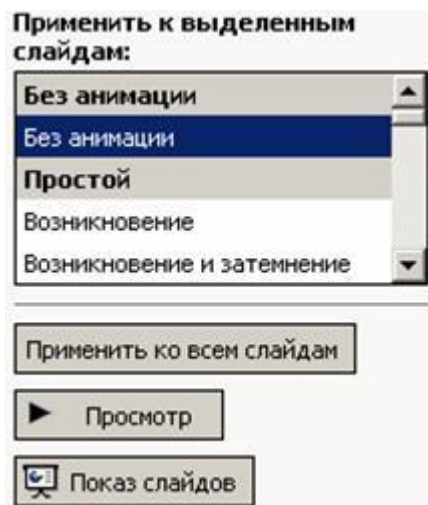 Применить к выделенным
слайдам:
Без анимации
Без анимации
Простой
Возникновение
Возникновение и затемнение
Применить ко всем слайдам
Просмотр
Показ слайдов